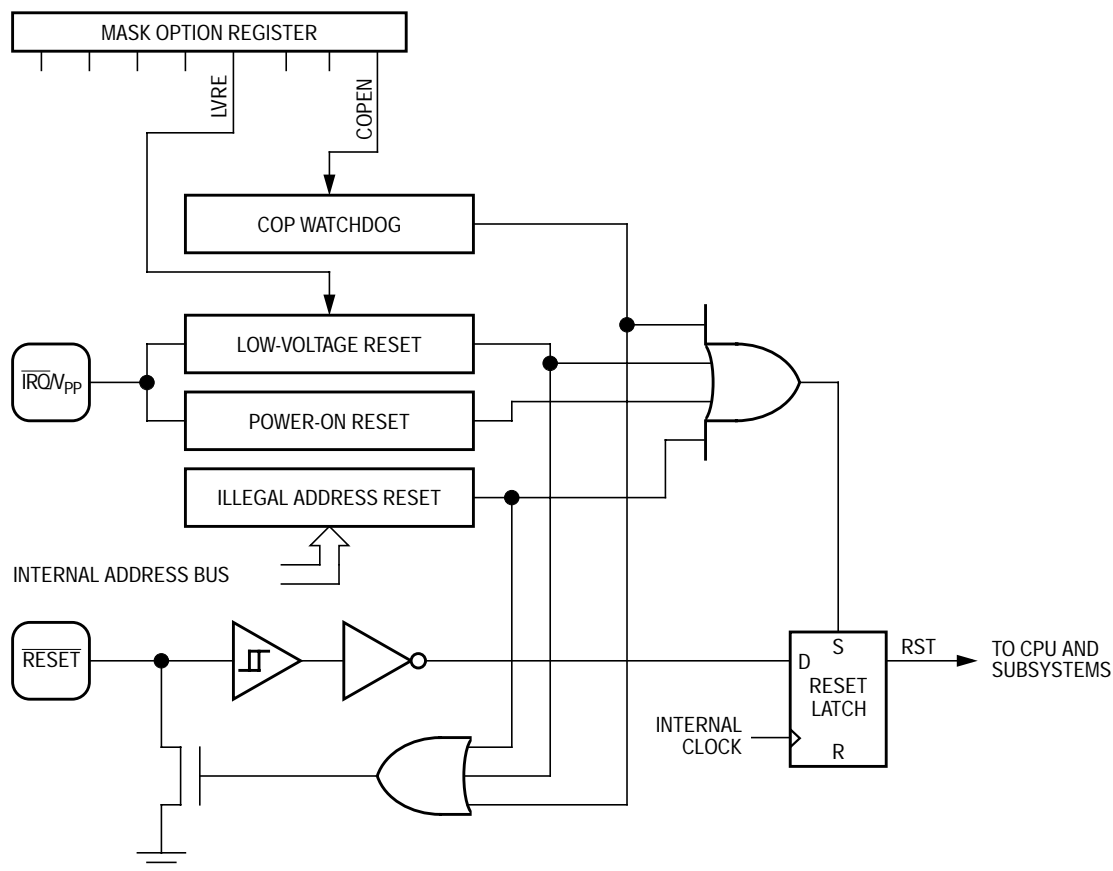 MASK OPTION REGISTER
LVRE
COPEN
COP WATCHDOG
LOW-VOLTAGE RESET
IRQ/VPP
POWER-ON RESET
ILLEGAL ADDRESS RESET
INTERNAL ADDRESS BUS
RESET
S
D
RESET
LATCH
R
RST
TO CPU AND
SUBSYSTEMS
INTERNAL
CLOCK